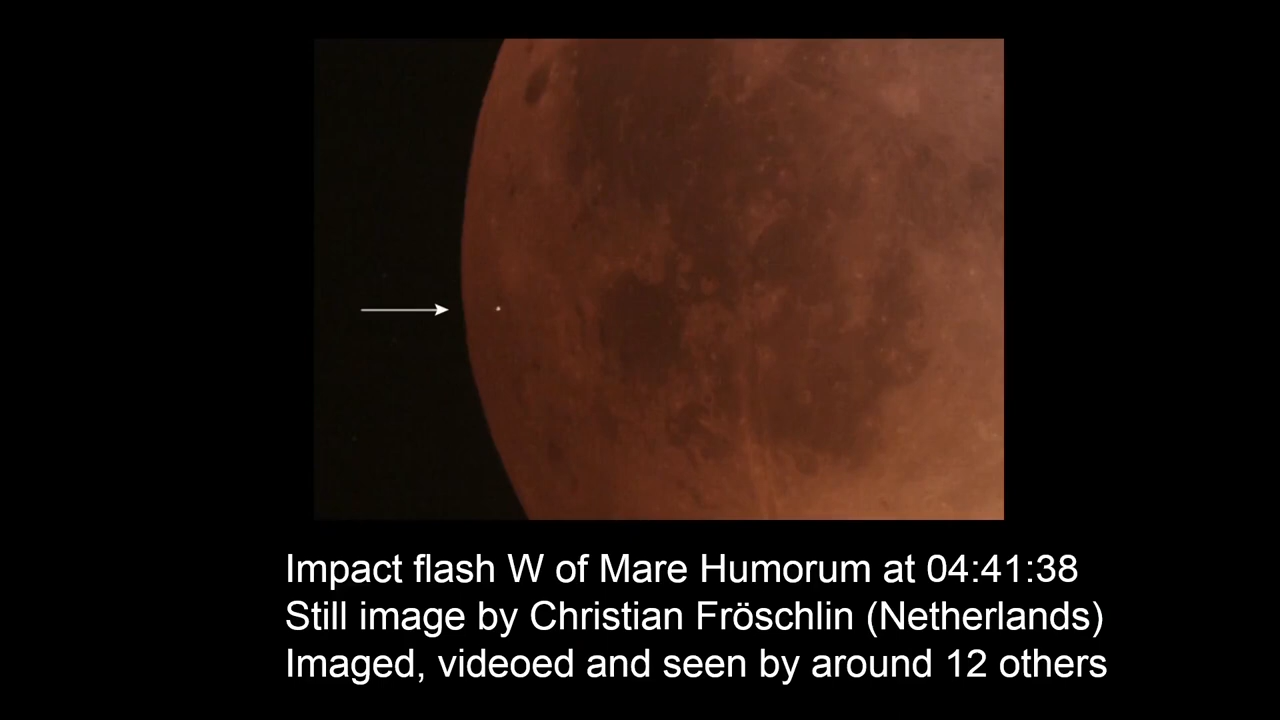 Impact flash W of Mare Humorum at 04:41:38
Still image by Christian Fröschlin (Netherlands)
Imaged, videoed and seen by around 12 others